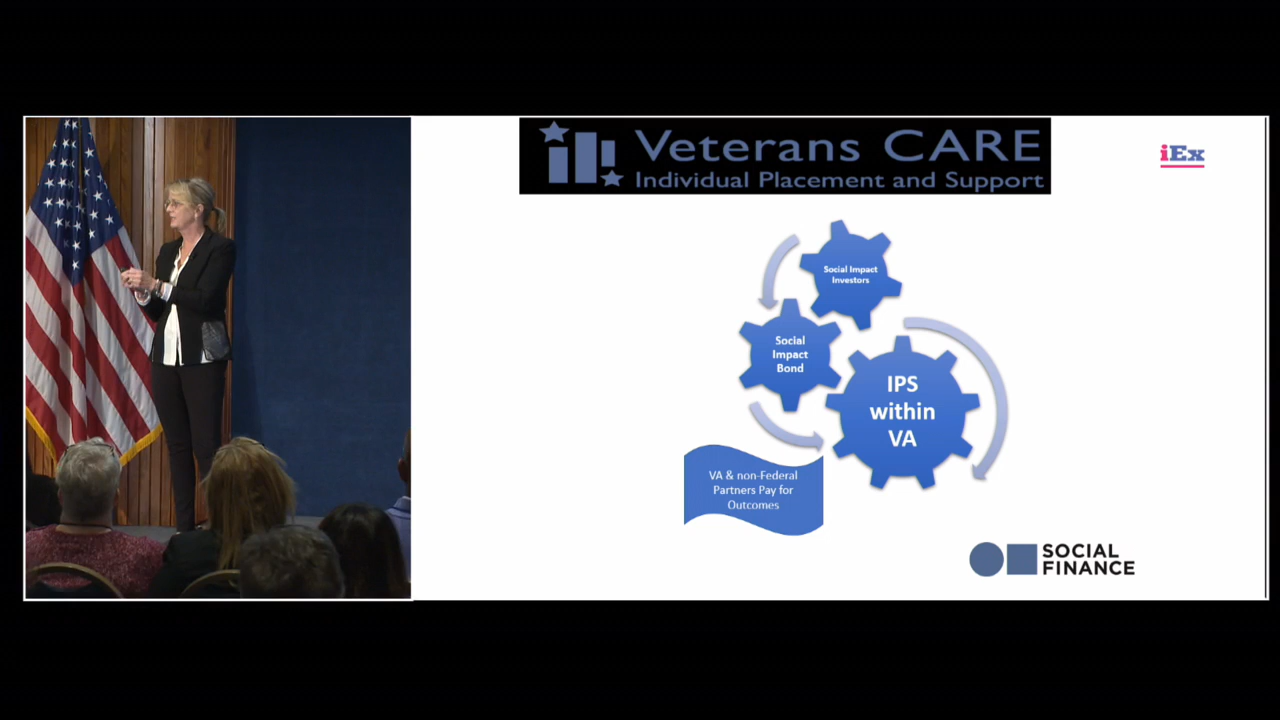 Veterans CARE
Individual Placement and Support
iEx
Social Impact
Investors
Social
Impact
Bond
IPS
within
VA
VA & non-Federal
Partners Pay for
Outcomes
SOCIAL
FINANCE